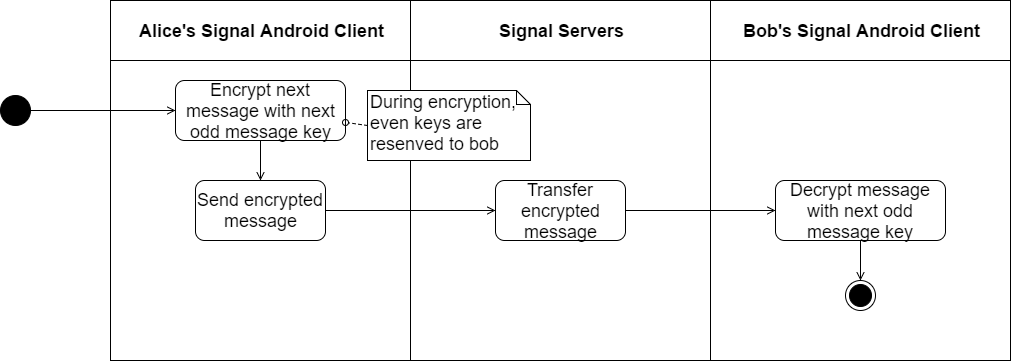 Alice's Signal Android Client
Signal Servers
Bob's Signal Android Client
Encrypt next
message with next
odd message key
During encryption,
even keys are
resenved to bob
Send encrypted
message
Transfer
encrypted
message
Decrypt message
with next odd
message key